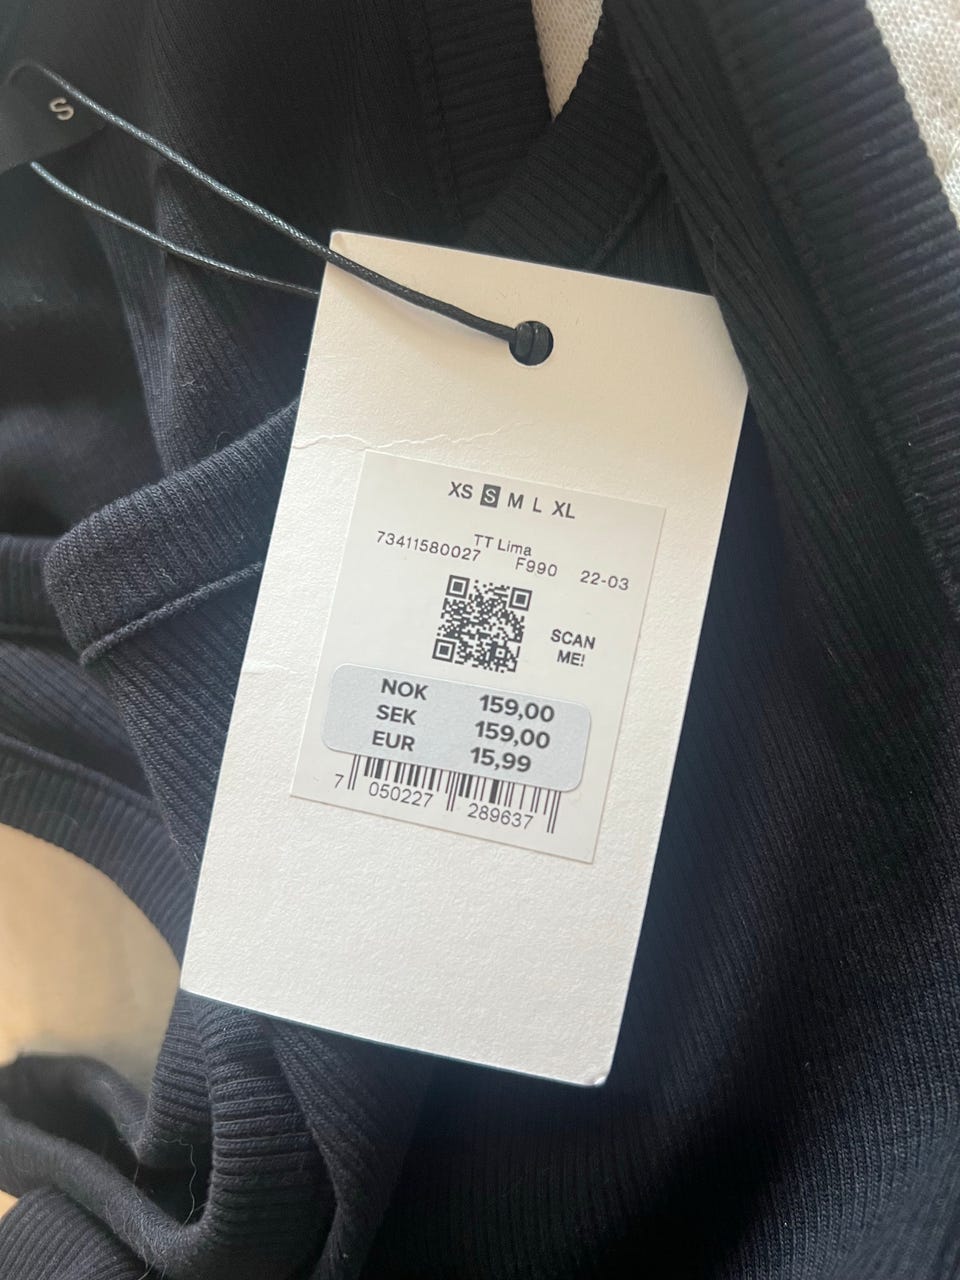 S
XS S M L XL
TT Lima
73411580027 F990 22-03
SCAN
ME!
NOK 159,00
SEK 159,00
EUR 15,99
7 050227 289637